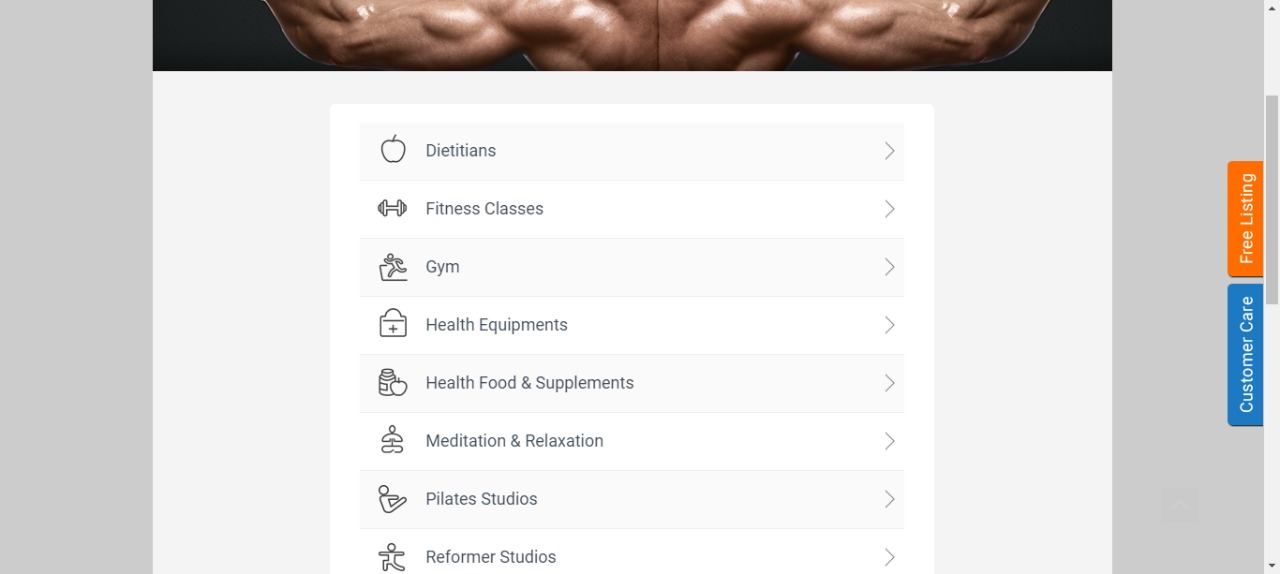 Dietitians
Fitness Classes
Gym
Health Equipments
Health Food & Supplements
Meditation & Relaxation
Pilates Studios
Reformer Studios
Free Listing
Customer Care